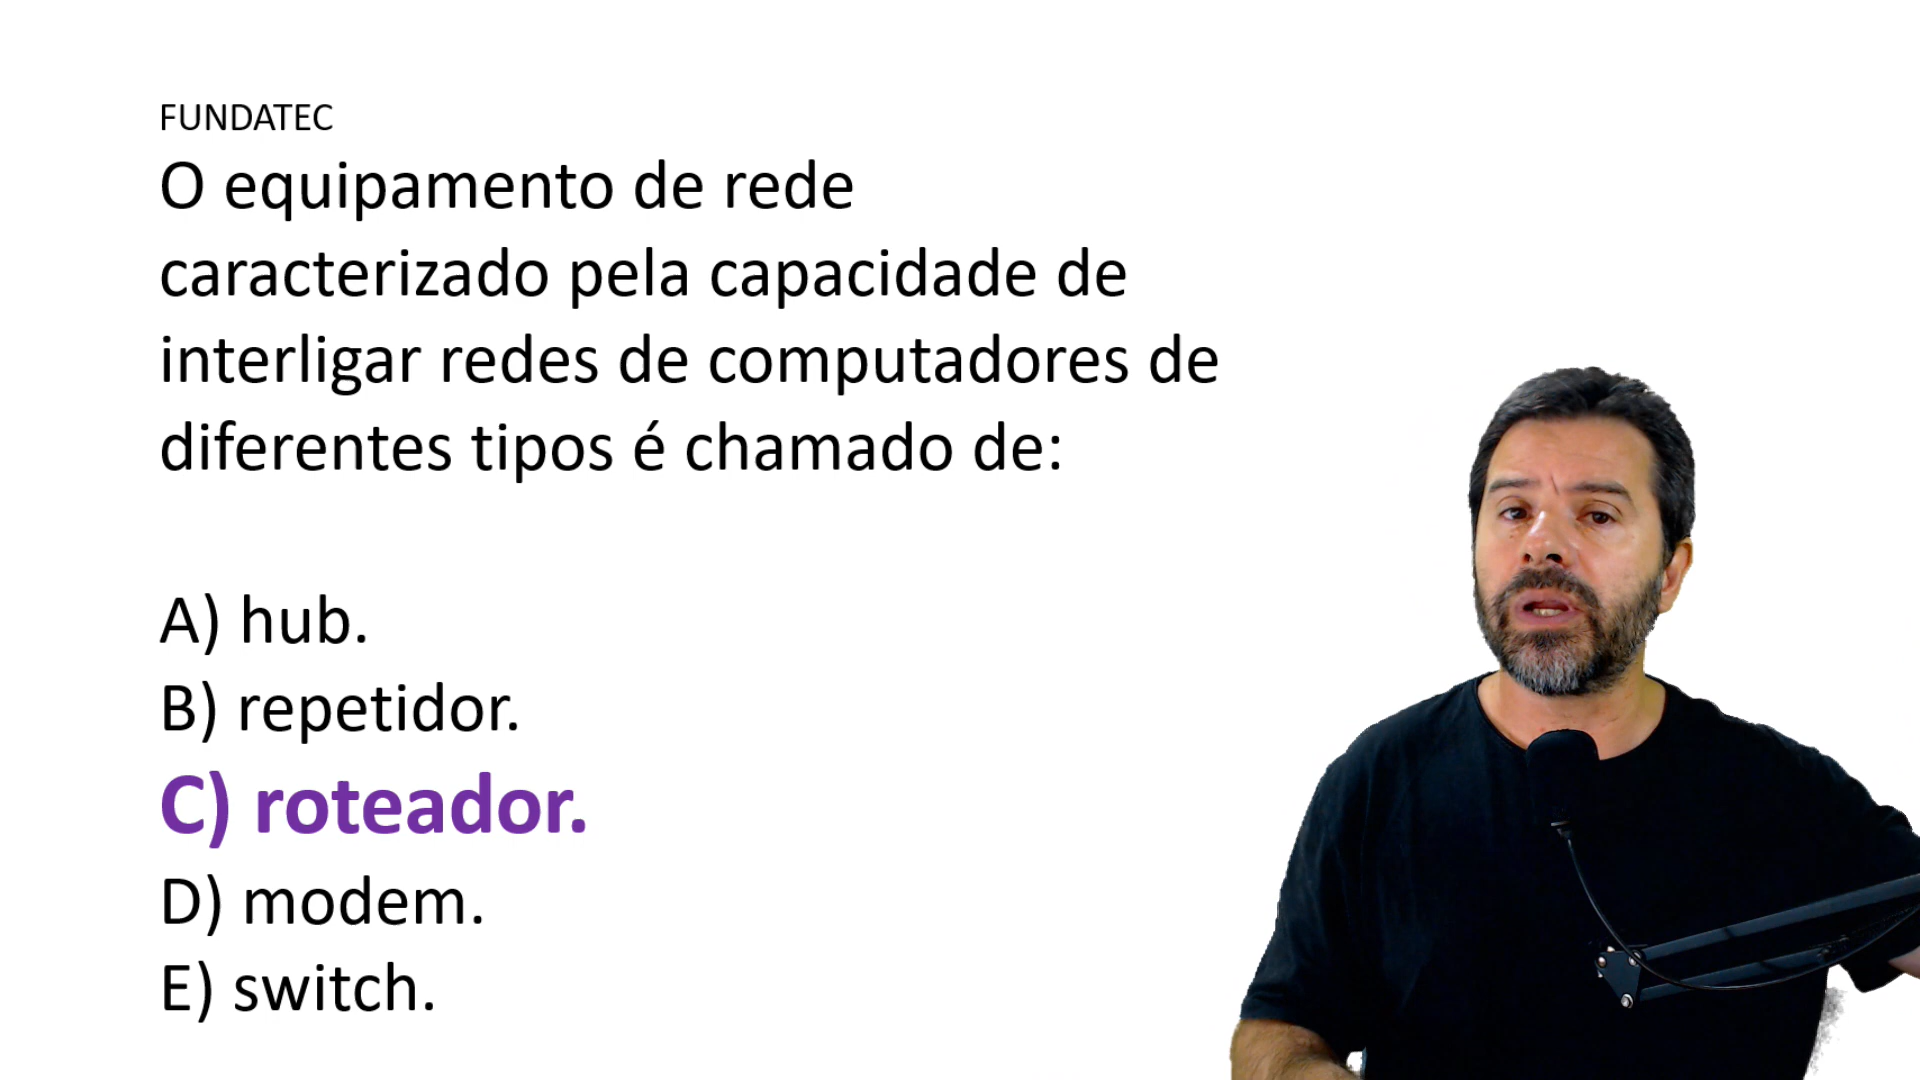 FUNDATEC
O equipamento de rede
caracterizado pela capacidade de
interligar redes de computadores de
diferentes tipos é chamado de:
A) hub.
B) repetidor.
C) roteador.
D) modem.
E) switch.